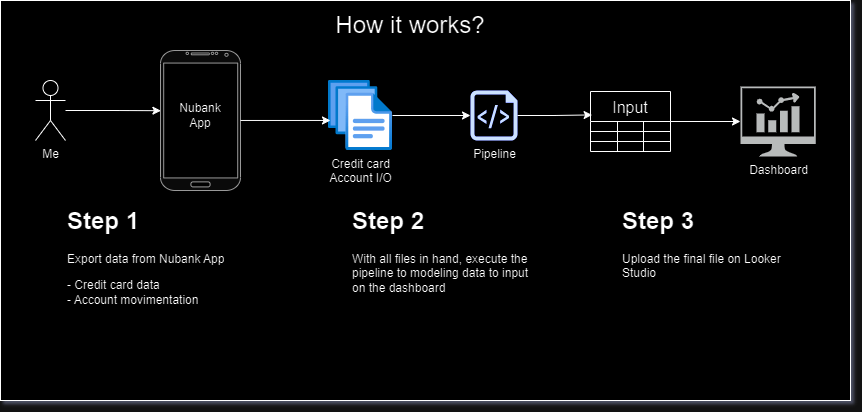 How it works?
Nubank
App
Me
Credit card
Account I/O
Pipeline
Input
Dashboard
Step 1
Export data from Nubank App
- Credit card data
- Account movimentation
Step 2
With all files in hand, execute the
pipeline to modeling data to input
on the dashboard
Step 3
Upload the final file on Looker
Studio